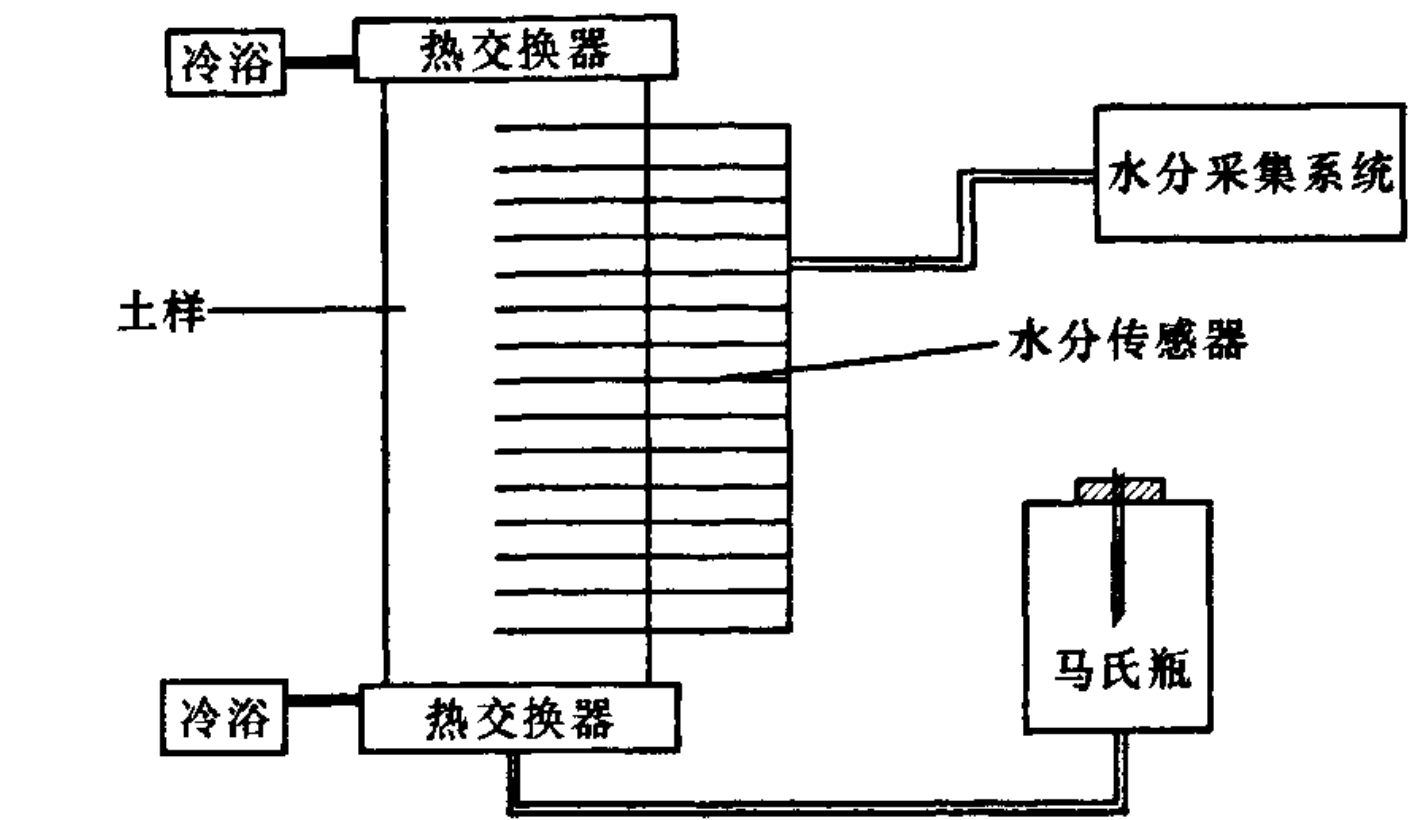 冷浴
热交换器
水分采集系统
土样
水分传感器
马氏瓶
冷浴
热交换器